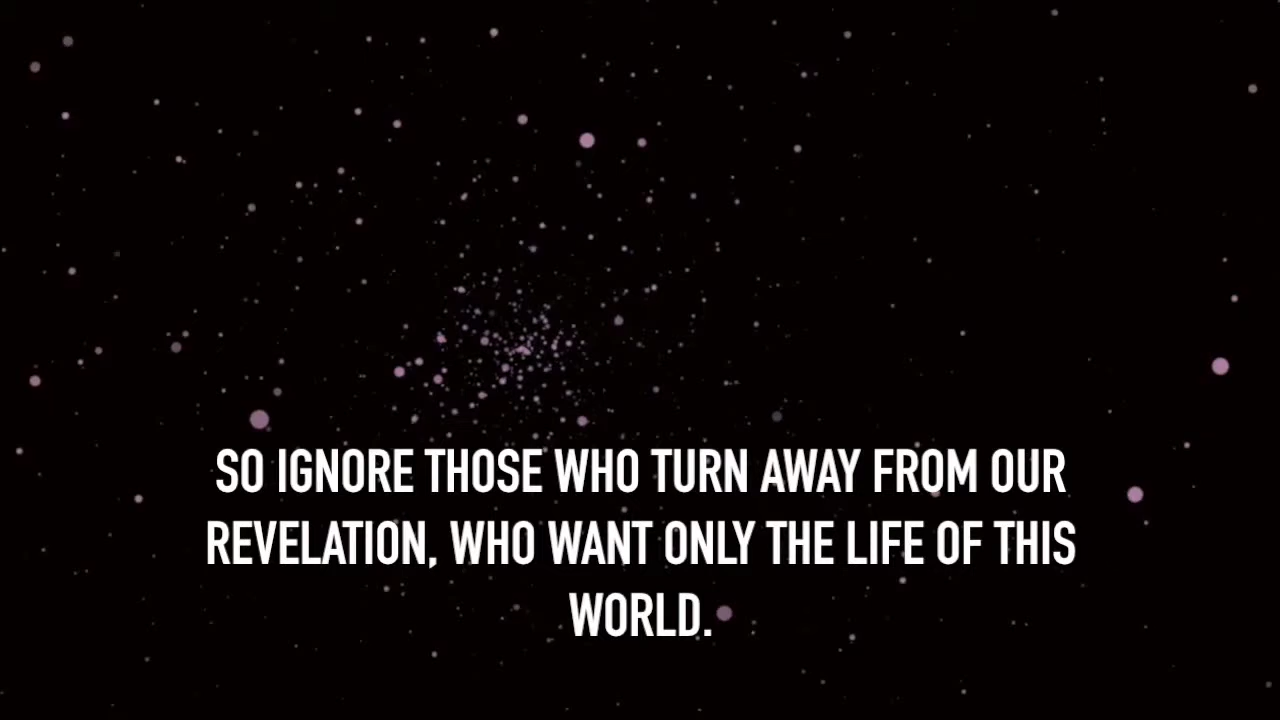 SO IGNORE THOSE WHO TURN AWAY FROM OUR
REVELATION, WHO WANT ONLY THE LIFE OF THIS
WORLD.